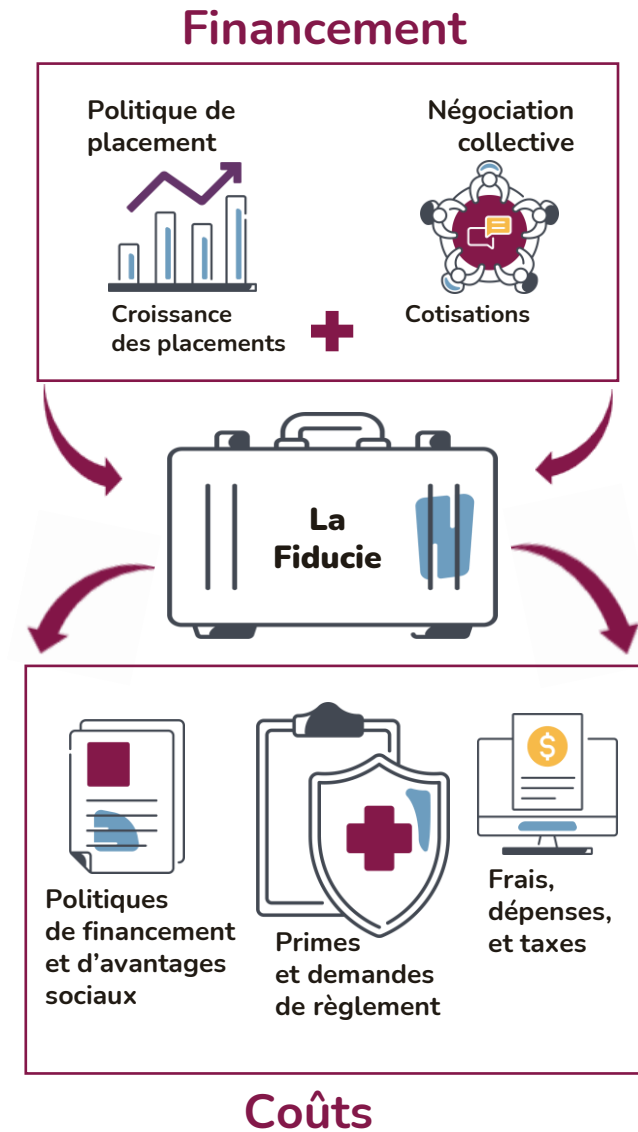 Financement
Politique de
placement
Négociation
collective
Croissance
des placements
Cotisations
La
Fiducie
Politiques
de financement
et d’avantages
sociaux
Primes
et demandes
de règlement
$
Frais,
dépenses,
et taxes
Coûts